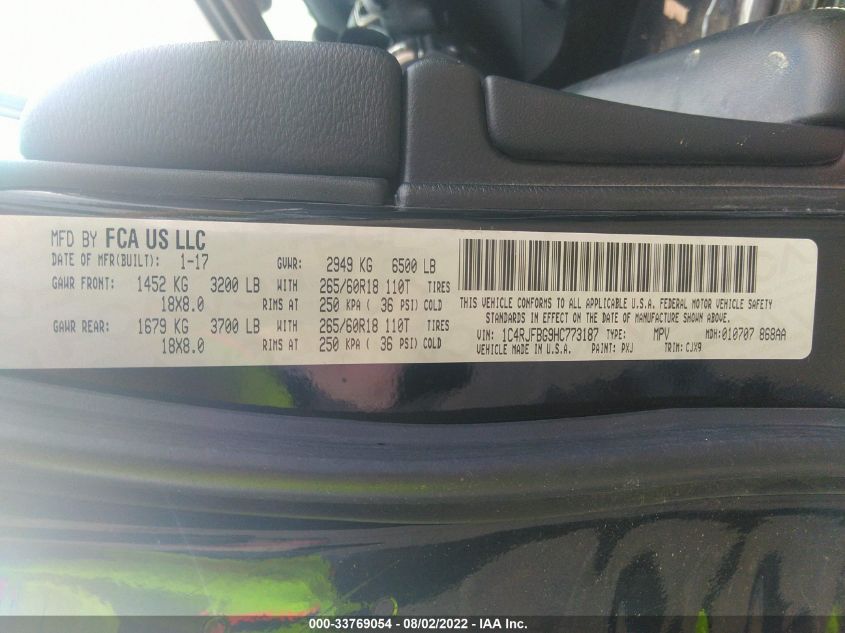 MFD BY FCA US LLC
DATE OF MFR(BUILT): 1-17 GVWR: 2949 KG 6500 LB
GAWR FRONT: 1452 KG 3200 LB WITH 265/60R18 110T TIRES
18X8.0 RIMS AT 250 KPA ( 36 PSI) COLD
GAWR REAR: 1679 KG 3700 LB WITH 265/60R18 110T TIRES
18X8.0 RIMS AT 250 KPA ( 36 PSI) COLD
THIS VEHICLE CONFORMS TO ALL APPLICABLE U.S.A. FEDERAL MOTOR VEHICLE SAFETY
STANDARDS IN EFFECT ON THE DATE OF MANUFACTURE SHOWN ABOVE.
VIN: 1C4RJFBG9HC773187 TYPE: MPV MDH: 010707 868AA
VEHICLE MADE IN U.S.A. PAINT: PXJ TRIM: CJX9
000-33769054 - 08/02/2022 - IAA Inc.